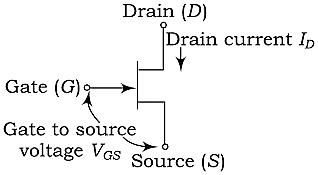 Drain (D)
Drain current I_D
Gate (G)
Gate to source
voltage V_GS
Source (S)